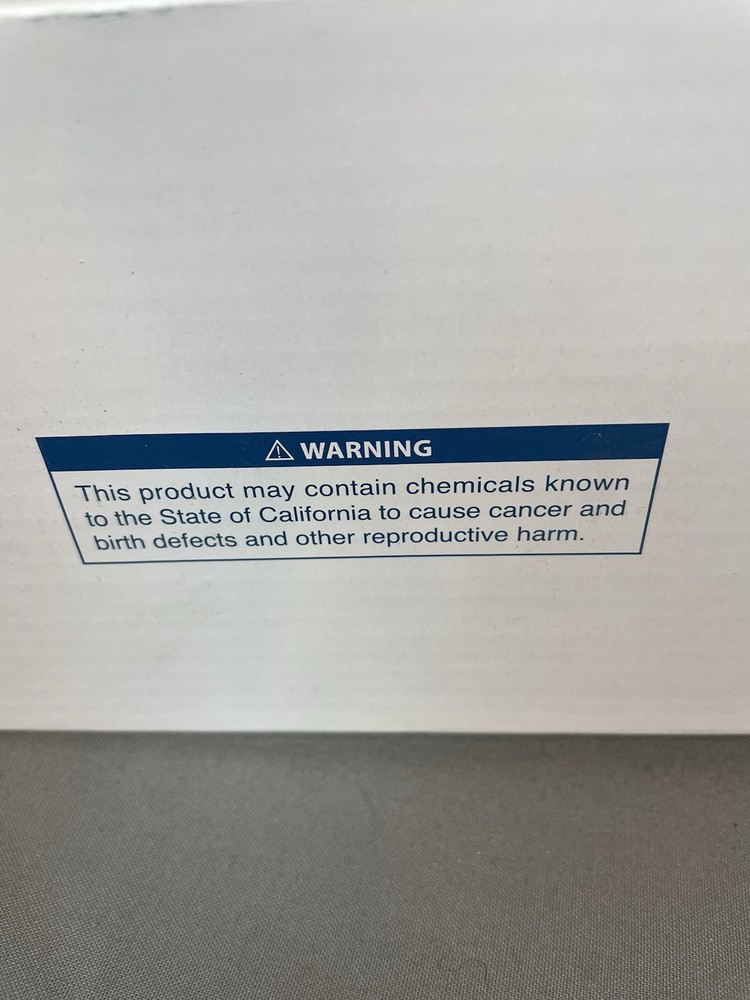 ⚠ WARNING
This product may contain chemicals known
to the State of California to cause cancer and
birth defects and other reproductive harm.